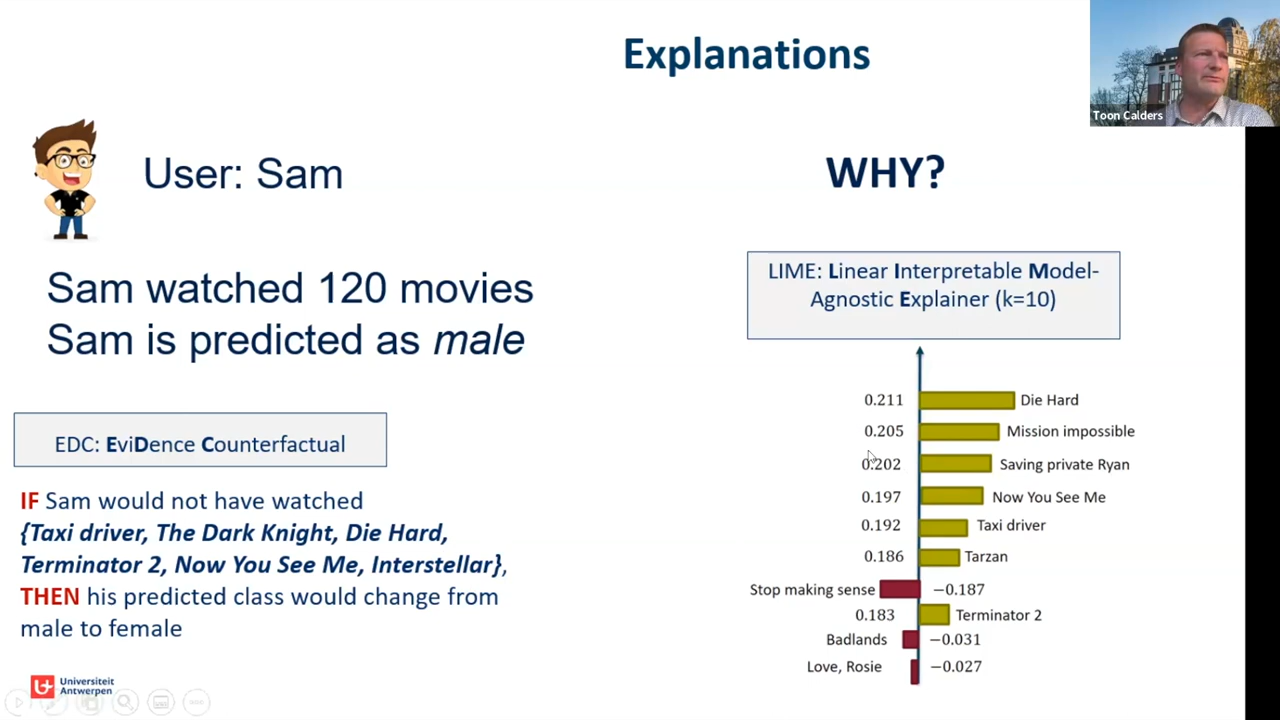 Explanations
Toon Calders
User: Sam
WHY?
Sam watched 120 movies
Sam is predicted as male
LIME: Linear Interpretable Model-
Agnostic Explainer (k=10)
EDC: EviDence Counterfactual
IF Sam would not have watched
{Taxi driver, The Dark Knight, Die Hard,
Terminator 2, Now You See Me, Interstellar},
THEN his predicted class would change from
male to female
0.211 Die Hard
0.205 Mission impossible
0.202 Saving private Ryan
0.197 Now You See Me
0.192 Taxi driver
0.186 Tarzan
Stop making sense −0.187
0.183 Terminator 2
Badlands −0.031
Love, Rosie −0.027
Universiteit
Antwerpen